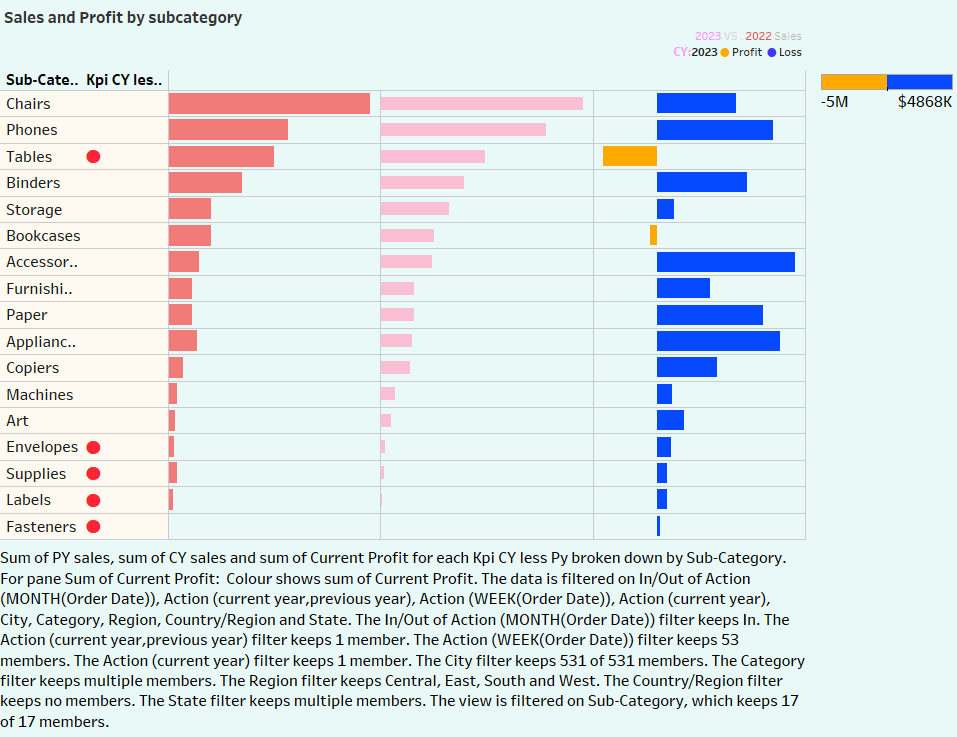 Sales and Profit by subcategory
2023 VS . 2022 Sales
CY:2023 Profit Loss
Sub-Cate.. Kpi CY les..
-5M $4868K
Chairs
Phones
Tables
Binders
Storage
Bookcases
Accessor..
Furnishi..
Paper
Applianc..
Copiers
Machines
Art
Envelopes
Supplies
Labels
Fasteners
Sum of PY sales, sum of CY sales and sum of Current Profit for each Kpi CY less Py broken down by Sub-Category.
For pane Sum of Current Profit: Colour shows sum of Current Profit. The data is filtered on In/Out of Action
(MONTH(Order Date)), Action (current year,previous year), Action (WEEK(Order Date)), Action (current year),
City, Category, Region, Country/Region and State. The In/Out of Action (MONTH(Order Date)) filter keeps In. The
Action (current year,previous year) filter keeps 1 member. The Action (WEEK(Order Date)) filter keeps 53
members. The Action (current year) filter keeps 1 member. The City filter keeps 531 of 531 members. The Category
filter keeps multiple members. The Region filter keeps Central, East, South and West. The Country/Region filter
keeps no members. The State filter keeps multiple members. The view is filtered on Sub-Category, which keeps 17
of 17 members.